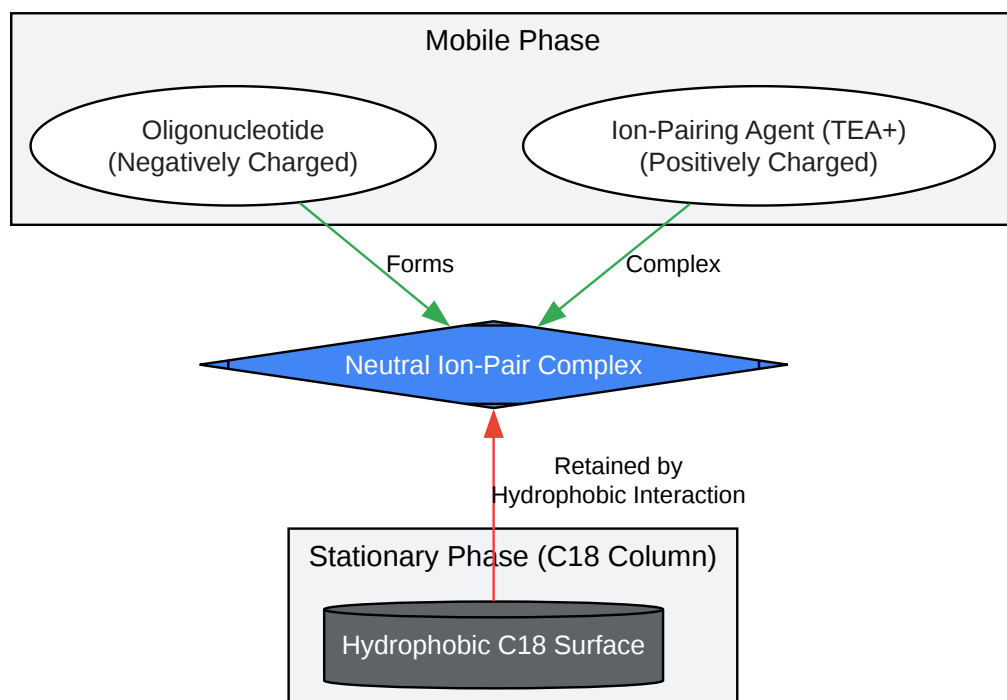 Mobile Phase
Oligonucleotide
(Negatively Charged)
Ion-Pairing Agent (TEA+)
(Positively Charged)
Forms
Complex
Neutral Ion-Pair Complex
Retained by
Hydrophobic Interaction
Stationary Phase (C18 Column)
Hydrophobic C18 Surface